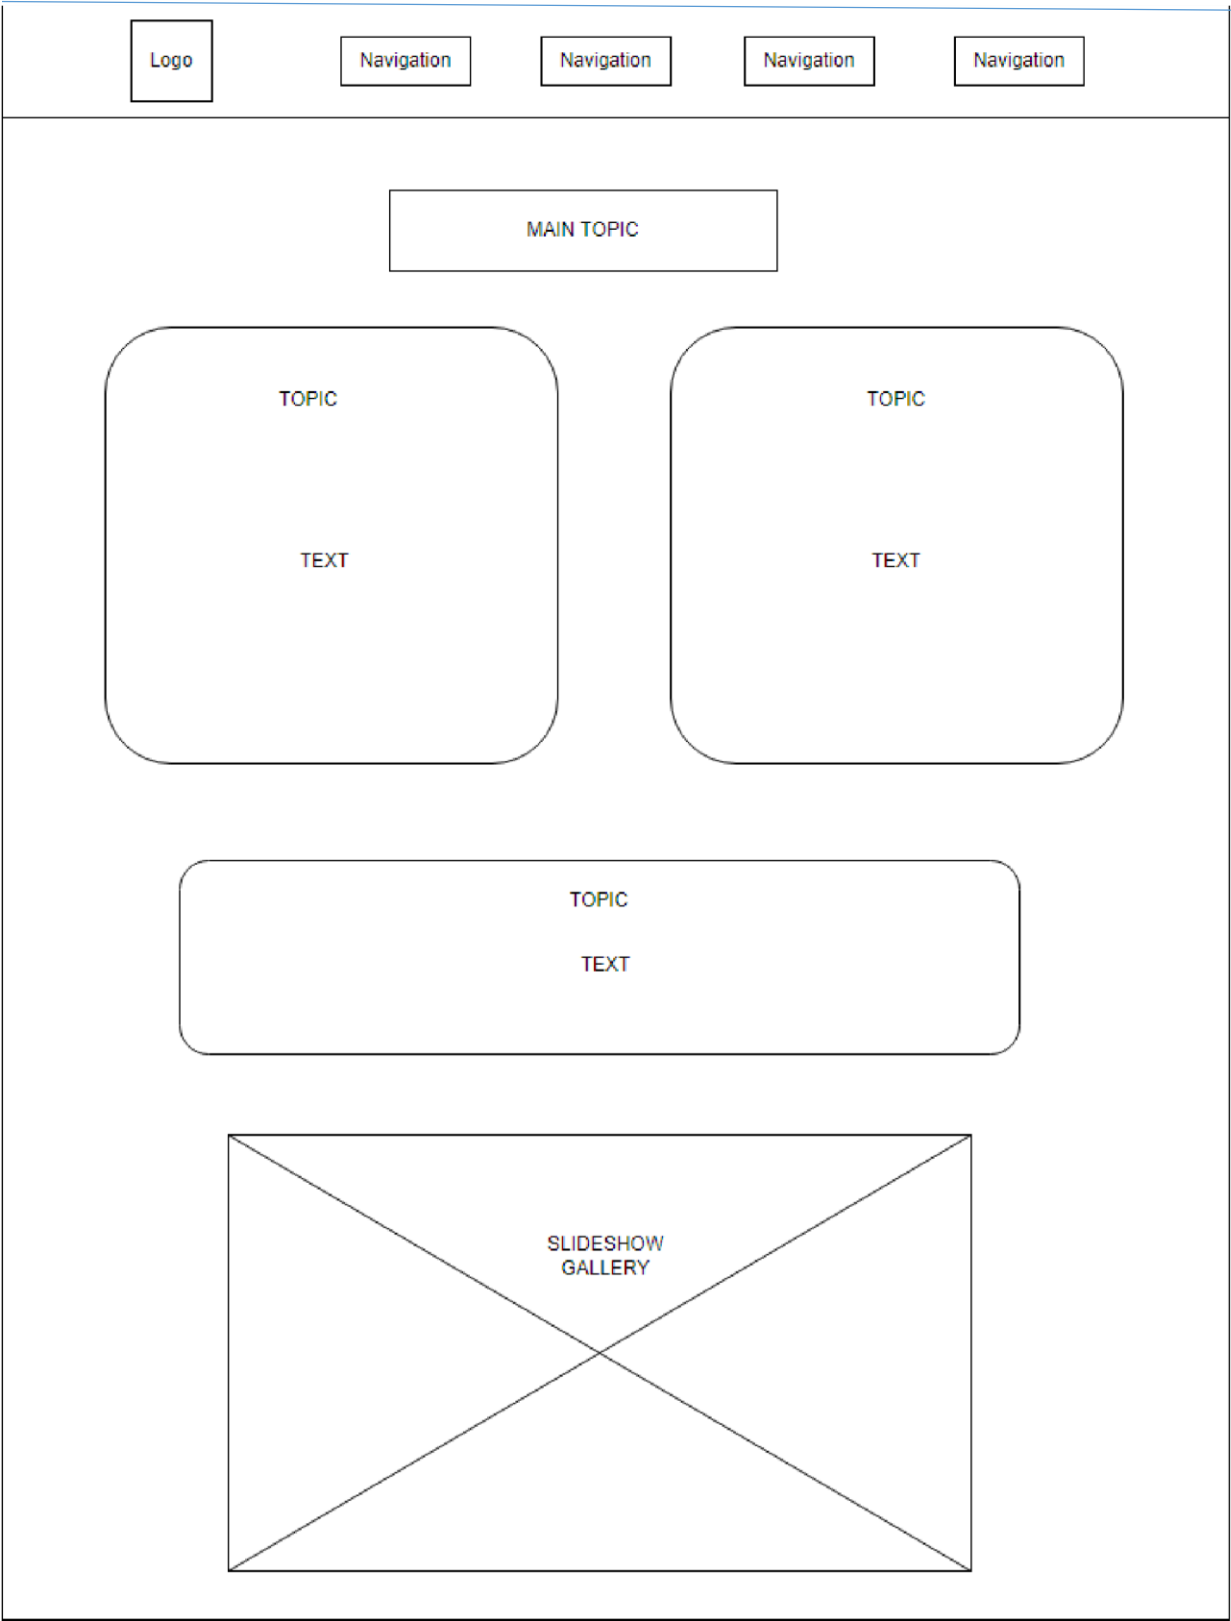 Logo
Navigation
Navigation
Navigation
Navigation
MAIN TOPIC
TOPIC
TEXT
TOPIC
TEXT
TOPIC
TEXT
SLIDESHOW
GALLERY